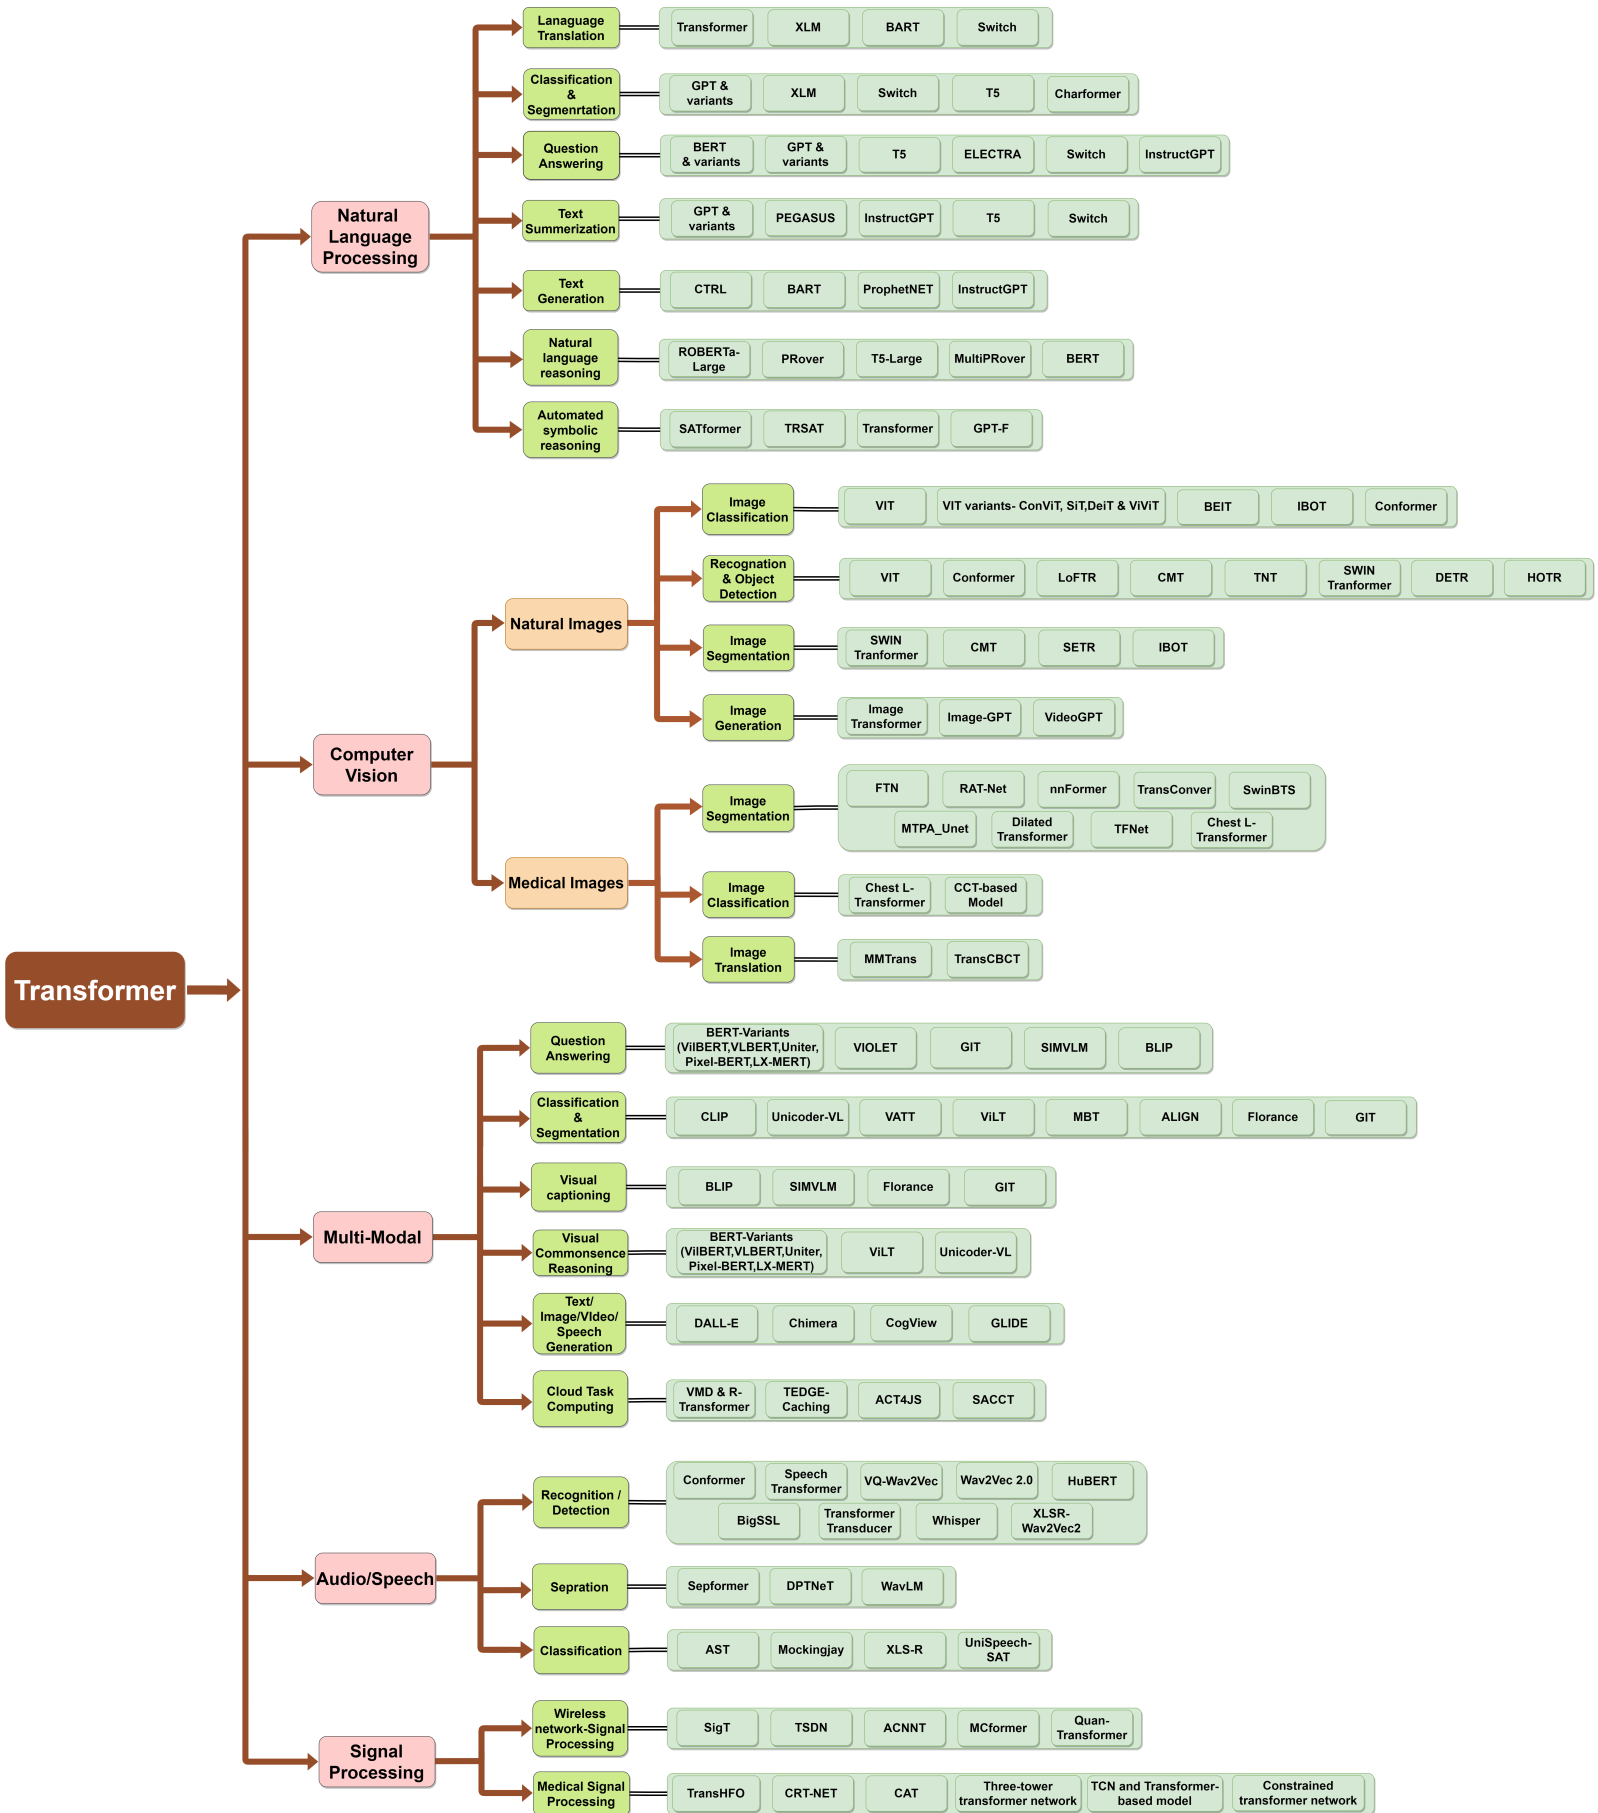 Lanaguage
Translation
Transformer
XLM
BART
Switch
Classification
&
Segmenrtation
GPT &
variants
XLM
Switch
T5
Charformer
Question
Answering
BERT
& variants
GPT &
variants
T5
ELECTRA
Switch
InstructGPT
Natural
Language
Processing
Text
Summerization
GPT &
variants
PEGASUS
InstructGPT
T5
Switch
Text
Generation
CTRL
BART
ProphetNET
InstructGPT
Natural
language
reasoning
ROBERTa-
Large
PRover
T5-Large
MultiPRover
BERT
Automated
symbolic
reasoning
SATformer
TRSAT
Transformer
GPT-F
Image
Classification
VIT
VIT variants- ConViT, SiT,DeiT & ViViT
BEIT
IBOT
Conformer
Recognation
& Object
Detection
VIT
Conformer
LoFTR
CMT
TNT
SWIN
Tranformer
DETR
HOTR
Natural Images
Image
Segmentation
SWIN
Tranformer
CMT
SETR
IBOT
Image
Generation
Image
Transformer
Image-GPT
VideoGPT
Computer
Vision
Image
Segmentation
FTN
RAT-Net
nnFormer
TransConver
SwinBTS
MTPA_Unet
Dilated
Transformer
TFNet
Chest L-
Transformer
Medical Images
Image
Classification
Chest L-
Transformer
CCT-based
Model
Image
Translation
MMTrans
TransCBCT
Transformer
Question
Answering
BERT-Variants
(VilBERT,VLBERT,Uniter,
Pixel-BERT,LX-MERT)
VIOLET
GIT
SIMVLM
BLIP
Classification
&
Segmentation
CLIP
Unicoder-VL
VATT
ViLT
MBT
ALIGN
Florance
GIT
Visual
captioning
BLIP
SIMVLM
Florance
GIT
Multi-Modal
Visual
Commonsence
Reasoning
BERT-Variants
(VilBERT,VLBERT,Uniter,
Pixel-BERT,LX-MERT)
ViLT
Unicoder-VL
Text/
Image/VIdeo/
Speech
Generation
DALL-E
Chimera
CogView
GLIDE
Cloud Task
Computing
VMD & R-
Transformer
TEDGE-
Caching
ACT4JS
SACCT
Recognition /
Detection
Conformer
Speech
Transformer
VQ-Wav2Vec
Wav2Vec 2.0
HuBERT
BigSSL
Transformer
Transducer
Whisper
XLSR-
Wav2Vec2
Audio/Speech
Sepration
Sepformer
DPTNeT
WavLM
Classification
AST
Mockingjay
XLS-R
UniSpeech-
SAT
Wireless
network-Signal
Processing
SigT
TSDN
ACNNT
MCformer
Quan-
Transformer
Signal
Processing
Medical Signal
Processing
TransHFO
CRT-NET
CAT
Three-tower
transformer network
TCN and Transformer-
based model
Constrained
transformer network